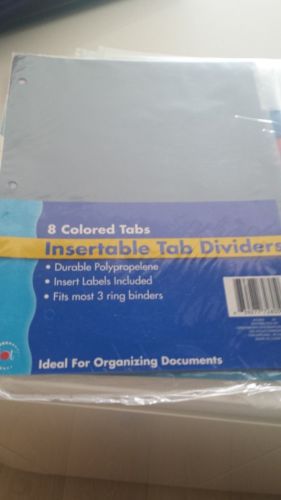 8 Colored Tabs
Insertable Tab Dividers
• Durable Polypropelene
• Insert Labels Included
• Fits most 3 ring binders
Ideal For Organizing Documents